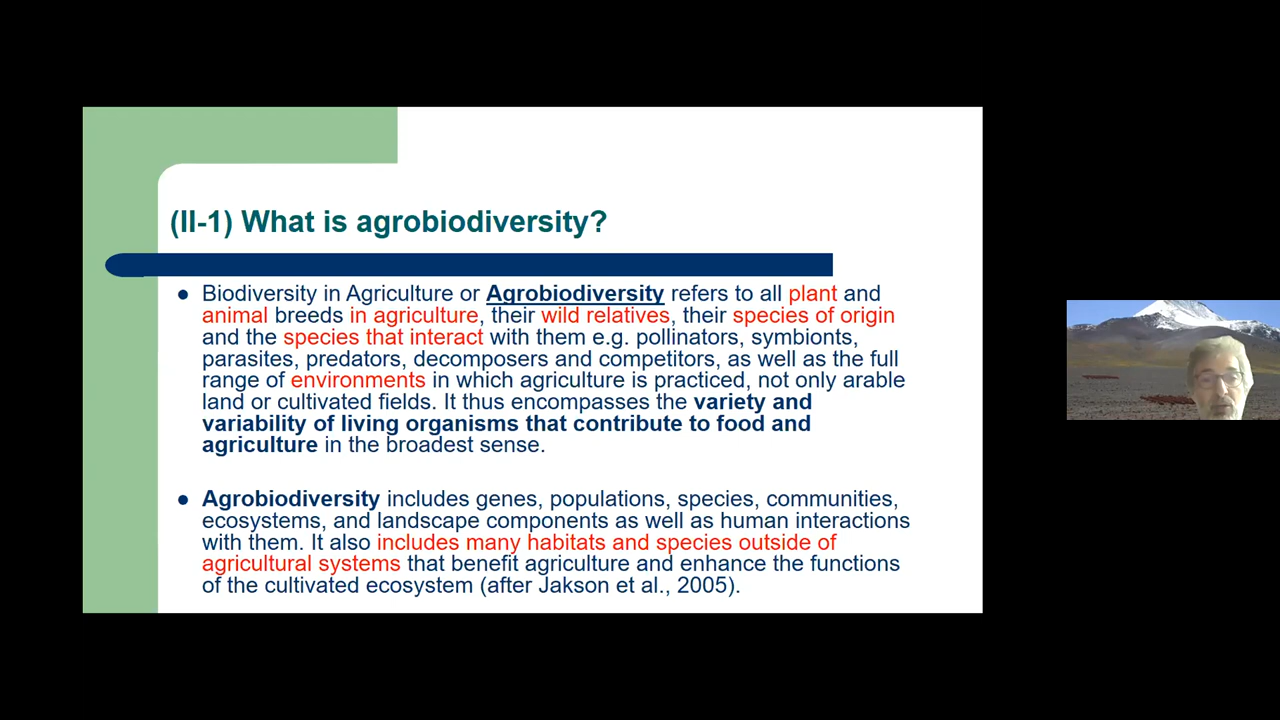 (II-1) What is agrobiodiversity?
● Biodiversity in Agriculture or Agrobiodiversity refers to all plant and
animal breeds in agriculture, their wild relatives, their species of origin
and the species that interact with them e.g. pollinators, symbionts,
parasites, predators, decomposers and competitors, as well as the full
range of environments in which agriculture is practiced, not only arable
land or cultivated fields. It thus encompasses the variety and
variability of living organisms that contribute to food and
agriculture in the broadest sense.
● Agrobiodiversity includes genes, populations, species, communities,
ecosystems, and landscape components as well as human interactions
with them. It also includes many habitats and species outside of
agricultural systems that benefit agriculture and enhance the functions
of the cultivated ecosystem (after Jakson et al., 2005).